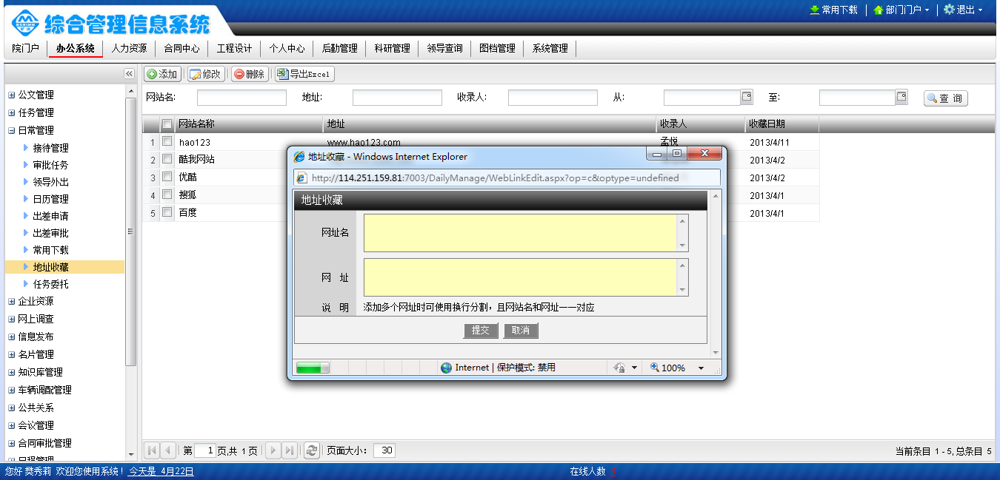 常用下载 部门门户 退出
综合管理信息系统
院门户 办公系统 人力资源 合同中心 工程设计 个人中心 后勤管理 科研管理 领导查询 图档管理 系统管理
添加 修改 删除 导出Excel
网站名: 地址: 收录人: 从: 至: 查 询
网站名称 地址 收录人 收藏日期
1 hao123 www.hao123.com 孟悦 2013/4/11
2 酷我网站 2013/4/2
3 优酷 2013/4/2
4 搜狐 2013/4/1
5 百度 2013/4/1
公文管理
任务管理
日常管理
接待管理
审批任务
领导外出
日历管理
出差申请
出差审批
常用下载
地址收藏
任务委托
企业资源
网上调查
信息发布
名片管理
知识库管理
车辆调配管理
公共关系
会议管理
合同审批管理
日程管理
地址收藏 - Windows Internet Explorer
http://114.251.159.81:7003/DailyManage/WebLinkEdit.aspx?op=c&optype=undefined
地址收藏
网址名
网 址
说 明 添加多个网址时可使用换行分割，且网站名和网址一一对应
提交 取消
Internet | 保护模式: 禁用 100%
第 1 页,共 1 页 页面大小: 30 当前条目 1 - 5, 总条目 5
您好 樊秀莉 欢迎您使用系统！ 今天是 4月22日 在线人数